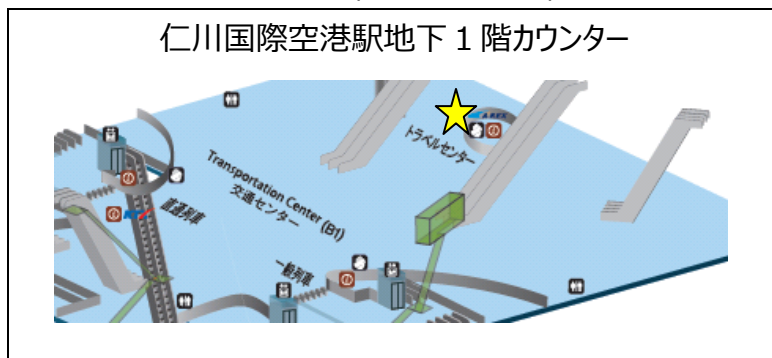 仁川国際空港駅地下１階カウンター
A'REX
トラベルセンター
Transportation Center (B1)
交通センター
直通列車
一般列車